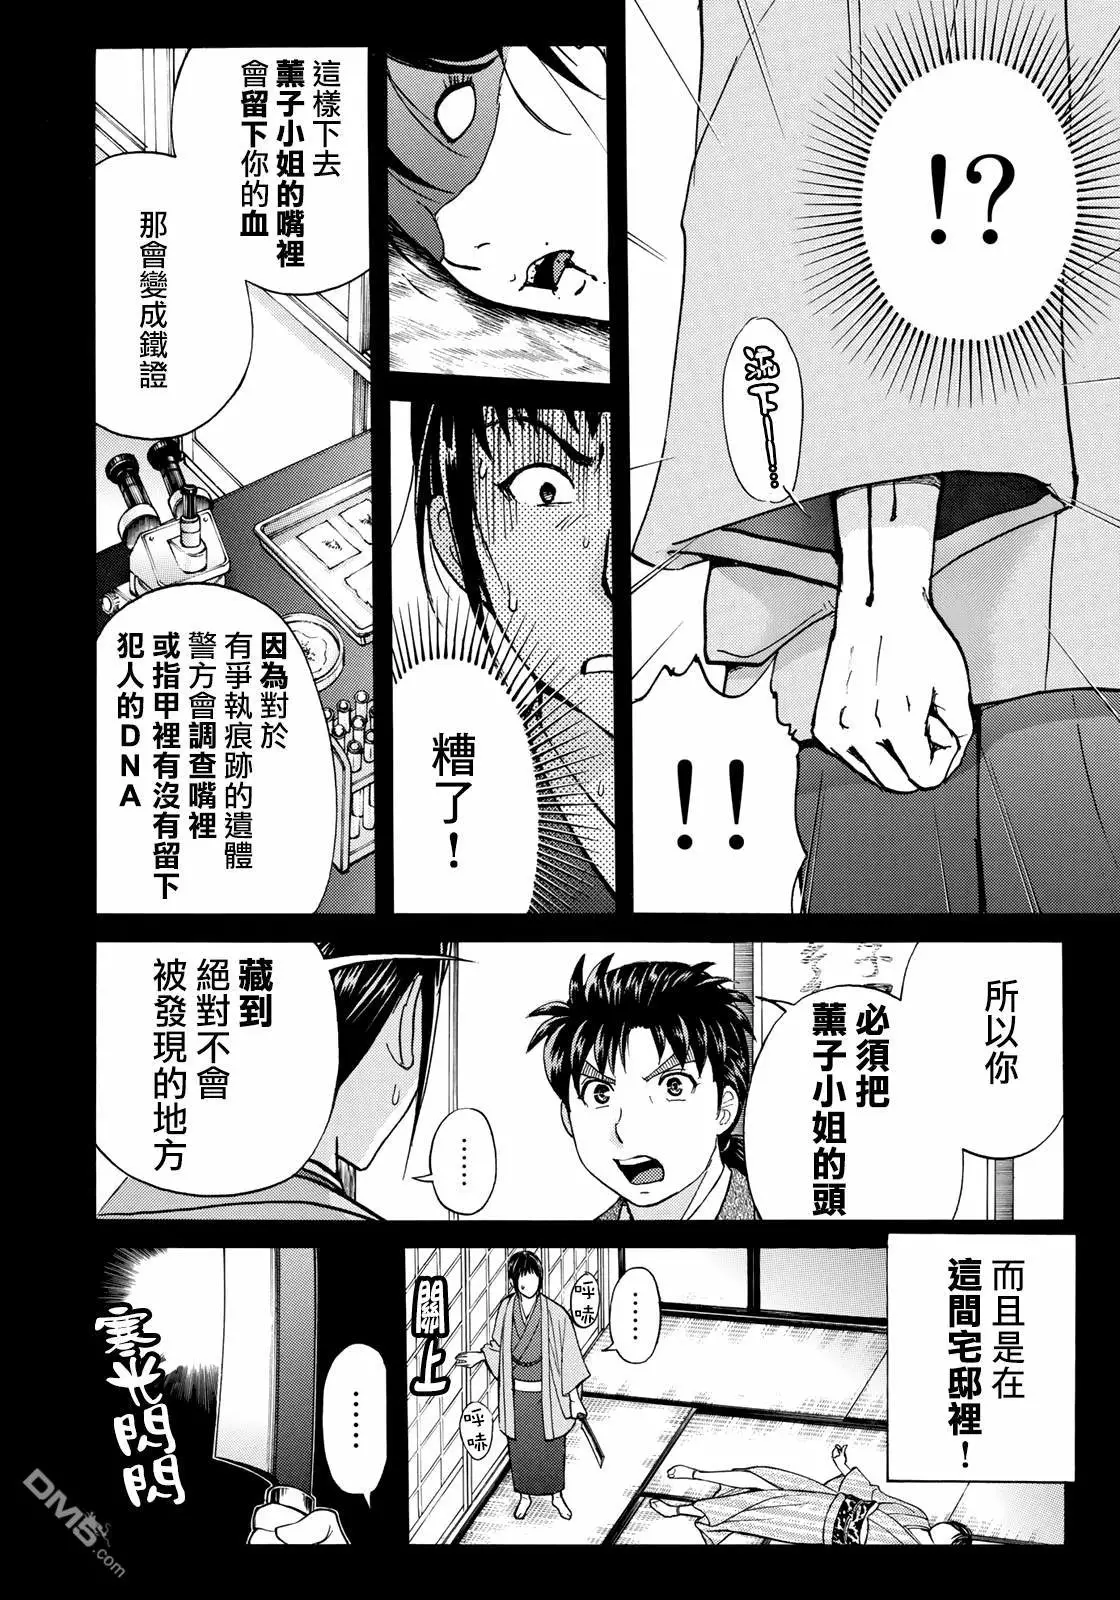 !?
流下——…
!!
這樣下去
薰子小姐的嘴裡
會留下你的血
糟了!
那會變成鐵證
因為對於
有爭執痕跡的遺體
警方會調查嘴裡
或指甲裡有沒有留下
犯人的DNA
所以你
必須把
薰子小姐的頭
……
藏到
絕對不會
被發現的地方
而且是在
這間宅邸裡!
……
呼哧
呼哧
關上
……
寒光閃閃
DM5.com